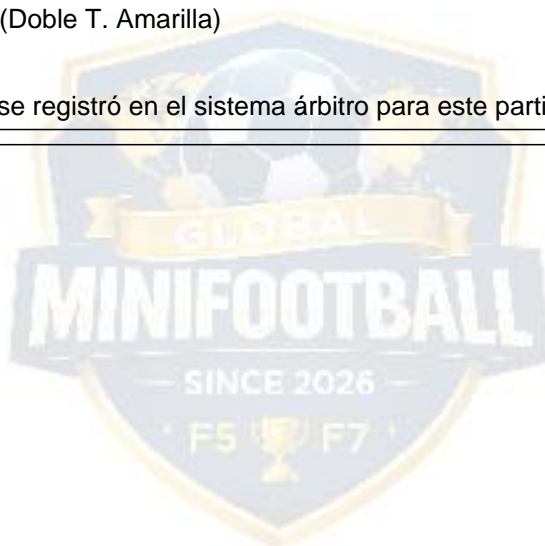 (Doble T. Amarilla)
se registró en el sistema árbitro para este parti
GLOBAL
MINIFOOTBALL
SINCE 2026
F5 F7